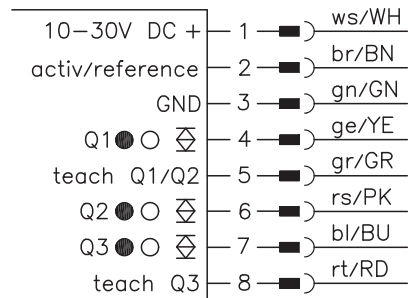 10-30V DC + 1 ws/WH
activ/reference 2 br/BN
GND 3 gn/GN
Q1 4 ge/YE
teach Q1/Q2 5 gr/GR
Q2 6 rs/PK
Q3 7 bl/BU
teach Q3 8 rt/RD